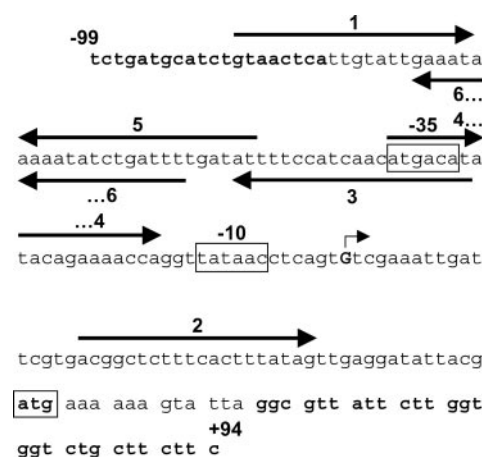 1
-99
tctgatgcatctgtaactcattgtattgaaata
6...
5 4... -35
aaaatatctgattttgatattttccatcaacatgacata
...6 3
...4 -10
tacagaaaaccaggttataacctcagtGtcgaaattgat
2
tcgtgacggctctttcactttatagttgaggatattacg
atg aaa aaa gta tta ggc gtt att ctt ggt
+94
ggt ctg ctt ctt c